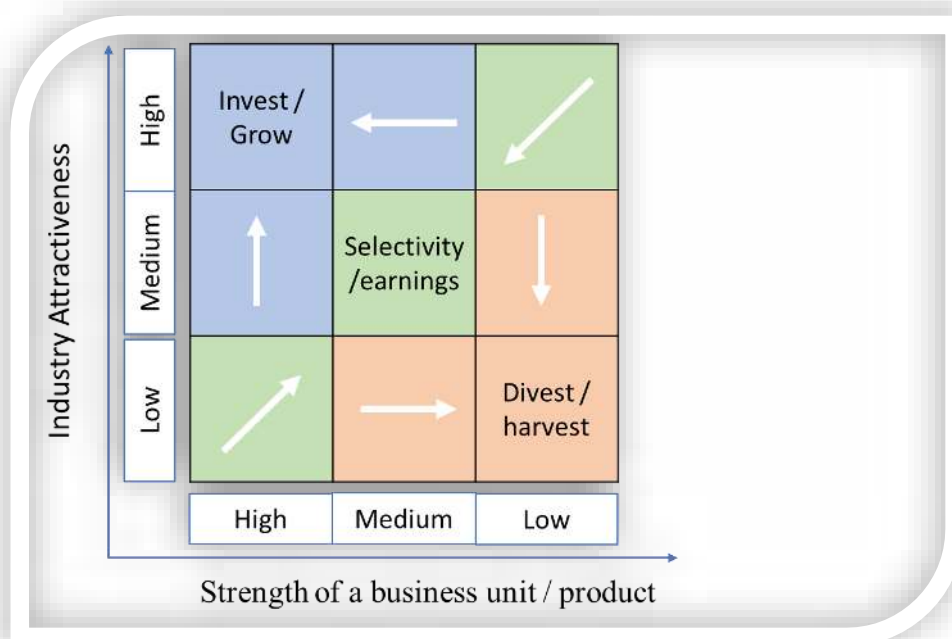 Industry Attractiveness
High
Medium
Low
Invest /
Grow
Selectivity
/earnings
Divest /
harvest
High
Medium
Low
Strength of a business unit / product